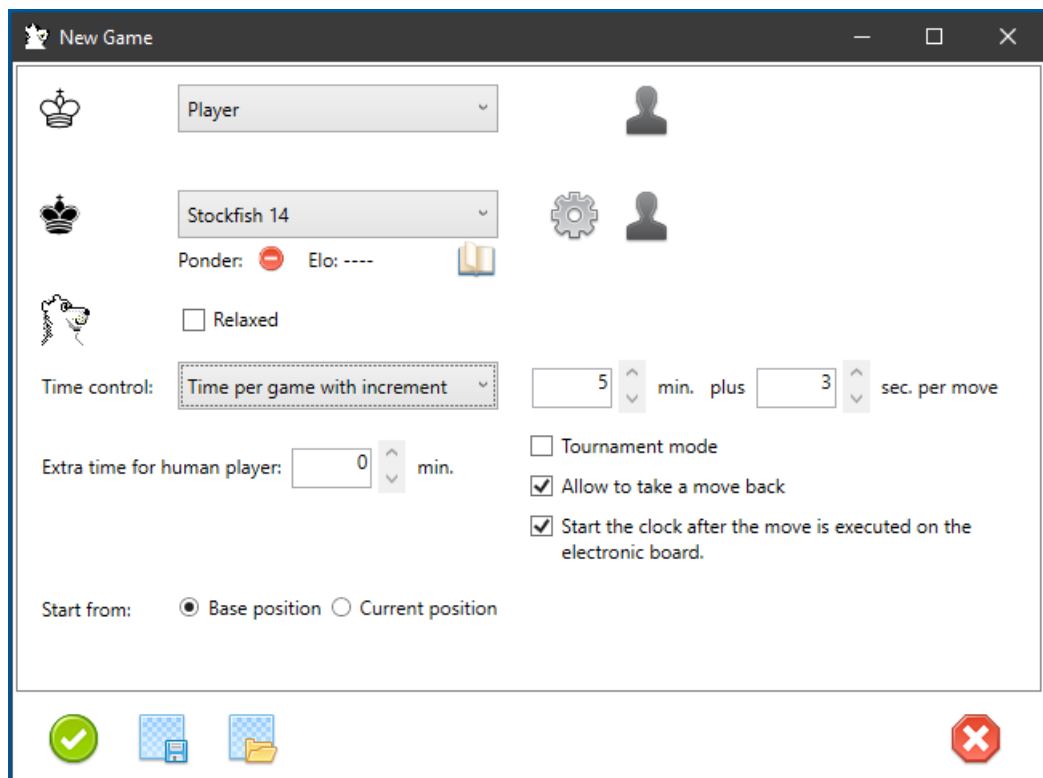 New Game
Player
Stockfish 14
Ponder: Elo: ----
Relaxed
Time control: Time per game with increment 5 min. plus 3 sec. per move
Tournament mode
Extra time for human player: 0 min.
Allow to take a move back
Start the clock after the move is executed on the
electronic board.
Start from: Base position Current position